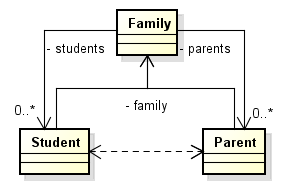 Family
- students
- parents
- family
0..*
0..*
Student
Parent